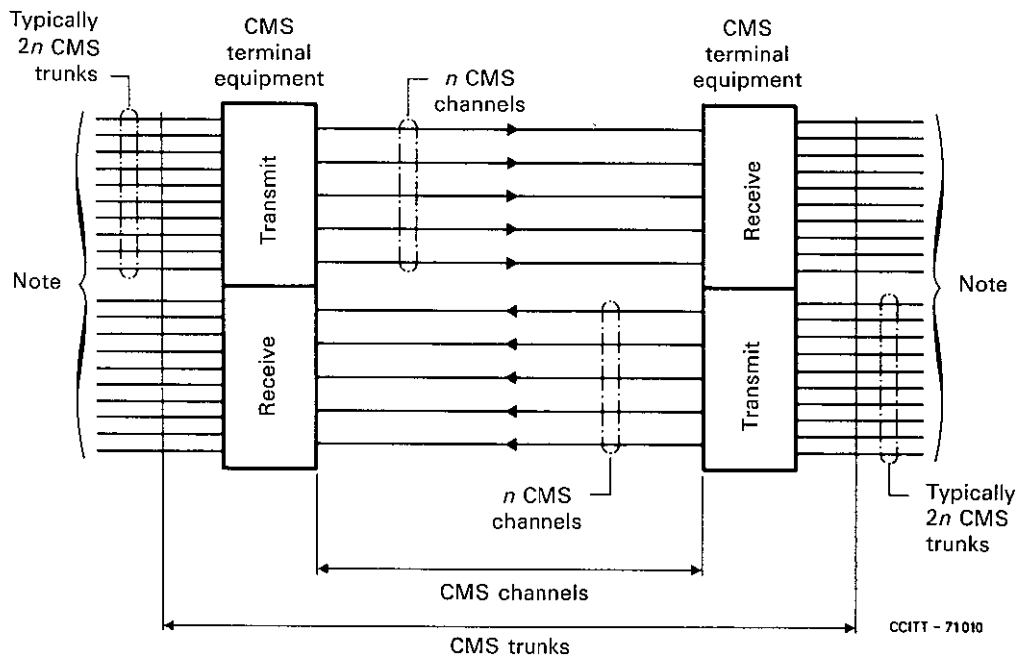 Typically
2n CMS
trunks
CMS
terminal
equipment
n CMS
channels
CMS
terminal
equipment
Transmit
Receive
Note
Note
Receive
Transmit
n CMS
channels
Typically
2n CMS
trunks
CMS channels
CMS trunks
CCITT - 71010